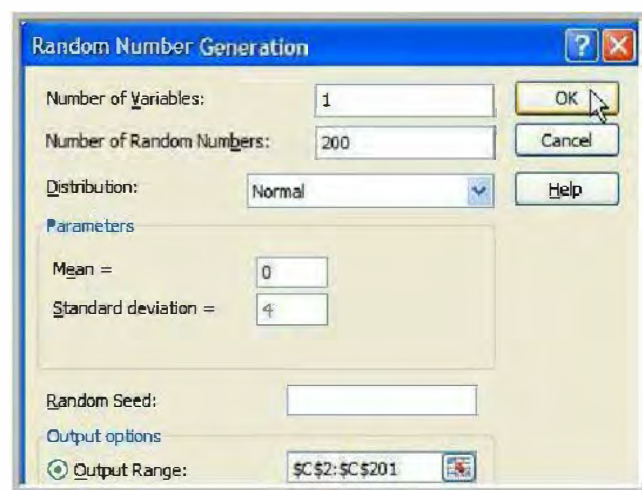 Random Number Generation
Number of Variables: 1 OK
Number of Random Numbers: 200 Cancel
Distribution: Normal Help
Parameters
Mean = 0
Standard deviation = 4
Random Seed:
Output options
Output Range: $C$2:$C$201